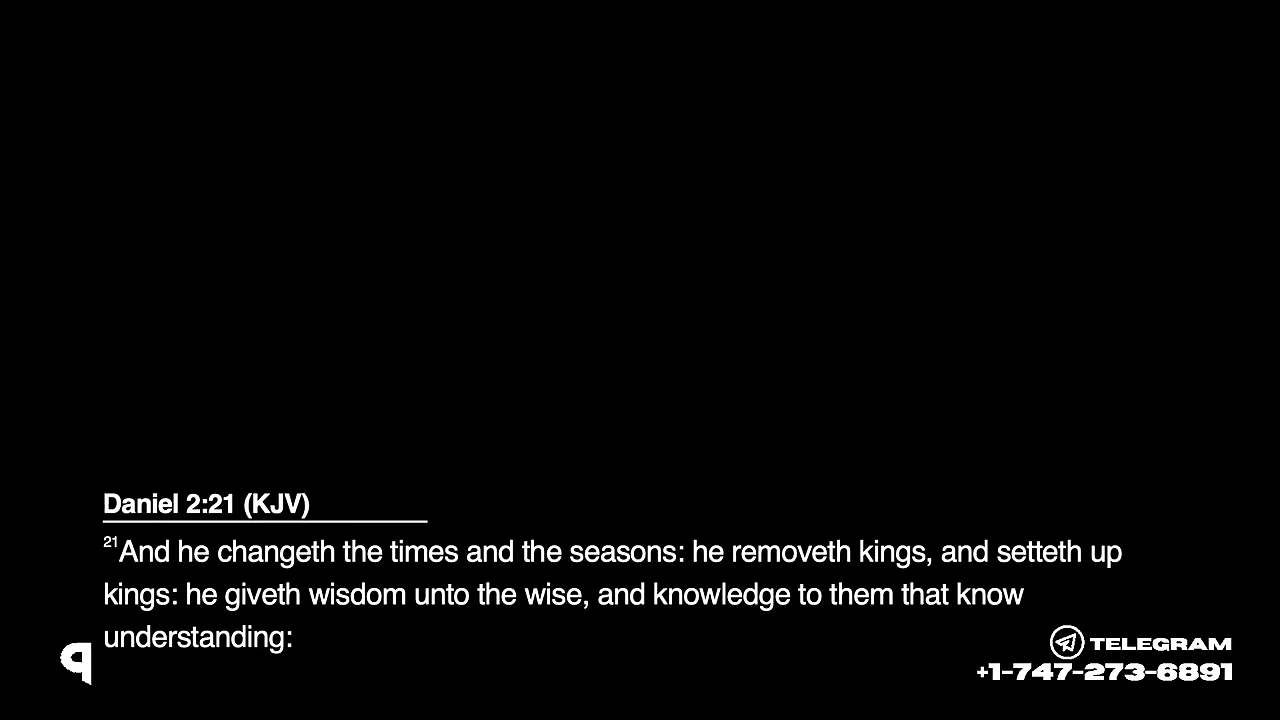 Daniel 2:21 (KJV)
21And he changeth the times and the seasons: he removeth kings, and setteth up
kings: he giveth wisdom unto the wise, and knowledge to them that know
understanding:
TELEGRAM
+1-747-273-6891